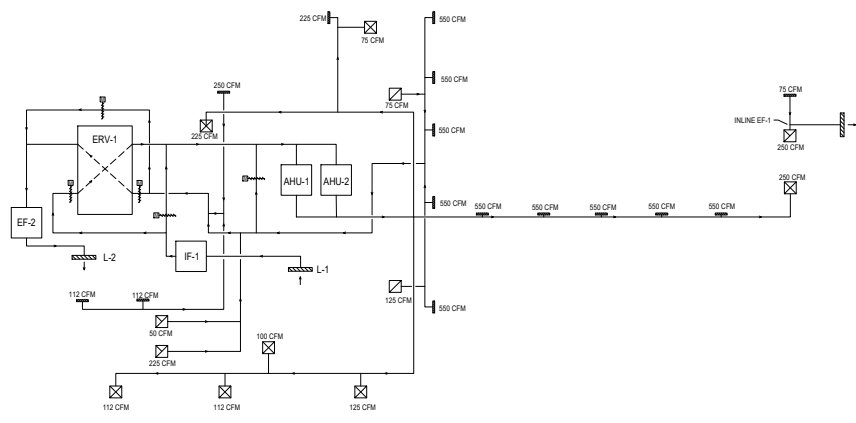 225 CFM
75 CFM
550 CFM
550 CFM
250 CFM
75 CFM
75 CFM
ERV-1
225 CFM
550 CFM
INLINE EF-1
250 CFM
AHU-1
AHU-2
250 CFM
EF-2
550 CFM
550 CFM
550 CFM
550 CFM
550 CFM
550 CFM
L-2
IF-1
L-1
112 CFM
112 CFM
125 CFM
550 CFM
50 CFM
100 CFM
225 CFM
112 CFM
112 CFM
125 CFM